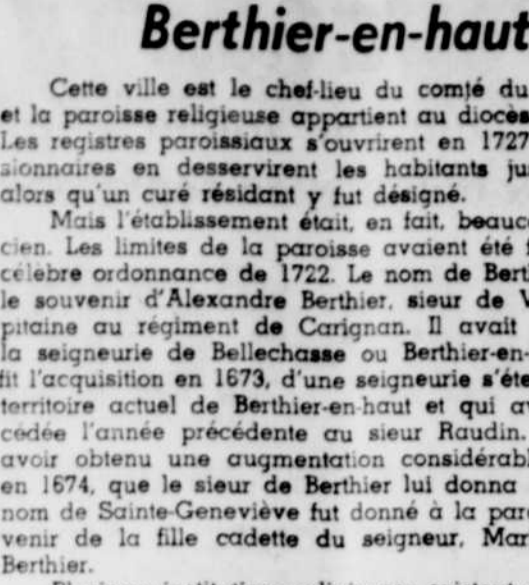 Berthier-en-haut
Cette ville est le chef-lieu du comté du
et la paroisse religieuse appartient au diocès
Les registres paroissiaux s'ouvrirent en 1727
sionnaires en desservirent les habitants ju
alors qu'un curé résidant y fut désigné.
Mais l'établissement était, en fait, beauc
cien. Les limites de la paroisse avaient été
célèbre ordonnance de 1722. Le nom de Bert
le souvenir d'Alexandre Berthier, sieur de V
pitaine au régiment de Carignan. Il avait
la seigneurie de Bellechasse ou Berthier-en-
fit l'acquisition en 1673, d'une seigneurie s'éte
territoire actuel de Berthier-en-haut et qui a
cédée l'année précédente au sieur Raudin.
avoir obtenu une augmentation considérabl
en 1674, que le sieur de Berthier lui donna
nom de Sainte-Geneviève fut donné à la par
venir de la fille cadette du seigneur, Mar
Berthier.